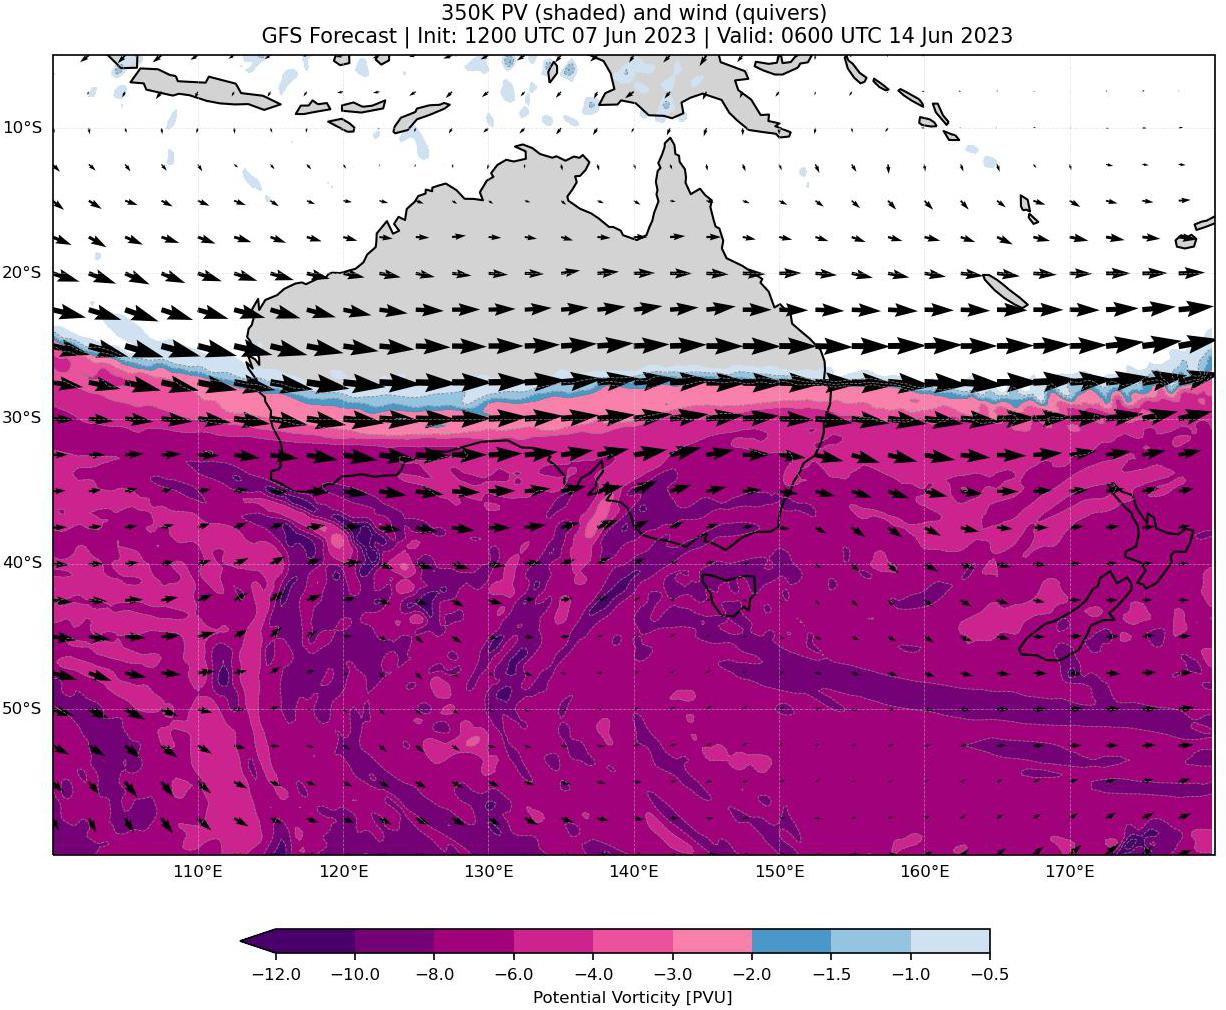 350K PV (shaded) and wind (quivers)
GFS Forecast | Init: 1200 UTC 07 Jun 2023 | Valid: 0600 UTC 14 Jun 2023
10°S
20°S
30°S
40°S
50°S
110°E 120°E 130°E 140°E 150°E 160°E 170°E
−12.0 −10.0 −8.0 −6.0 −4.0 −3.0 −2.0 −1.5 −1.0 −0.5
Potential Vorticity [PVU]